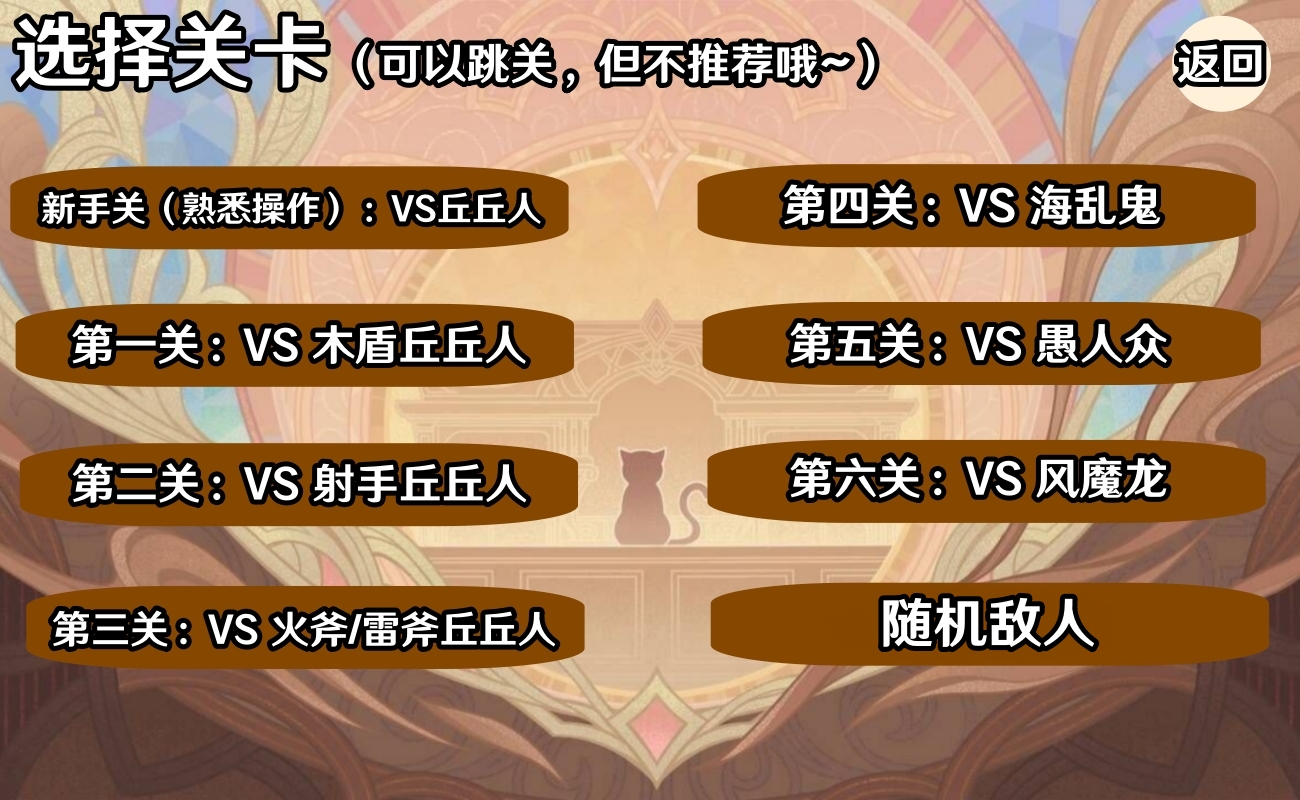 选择关卡（可以跳关，但不推荐哦~）
返回
新手关（熟悉操作）：VS丘丘人
第一关：VS 木盾丘丘人
第二关：VS 射手丘丘人
第三关：VS 火斧/雷斧丘丘人
第四关：VS 海乱鬼
第五关：VS 愚人众
第六关：VS 风魔龙
随机敌人